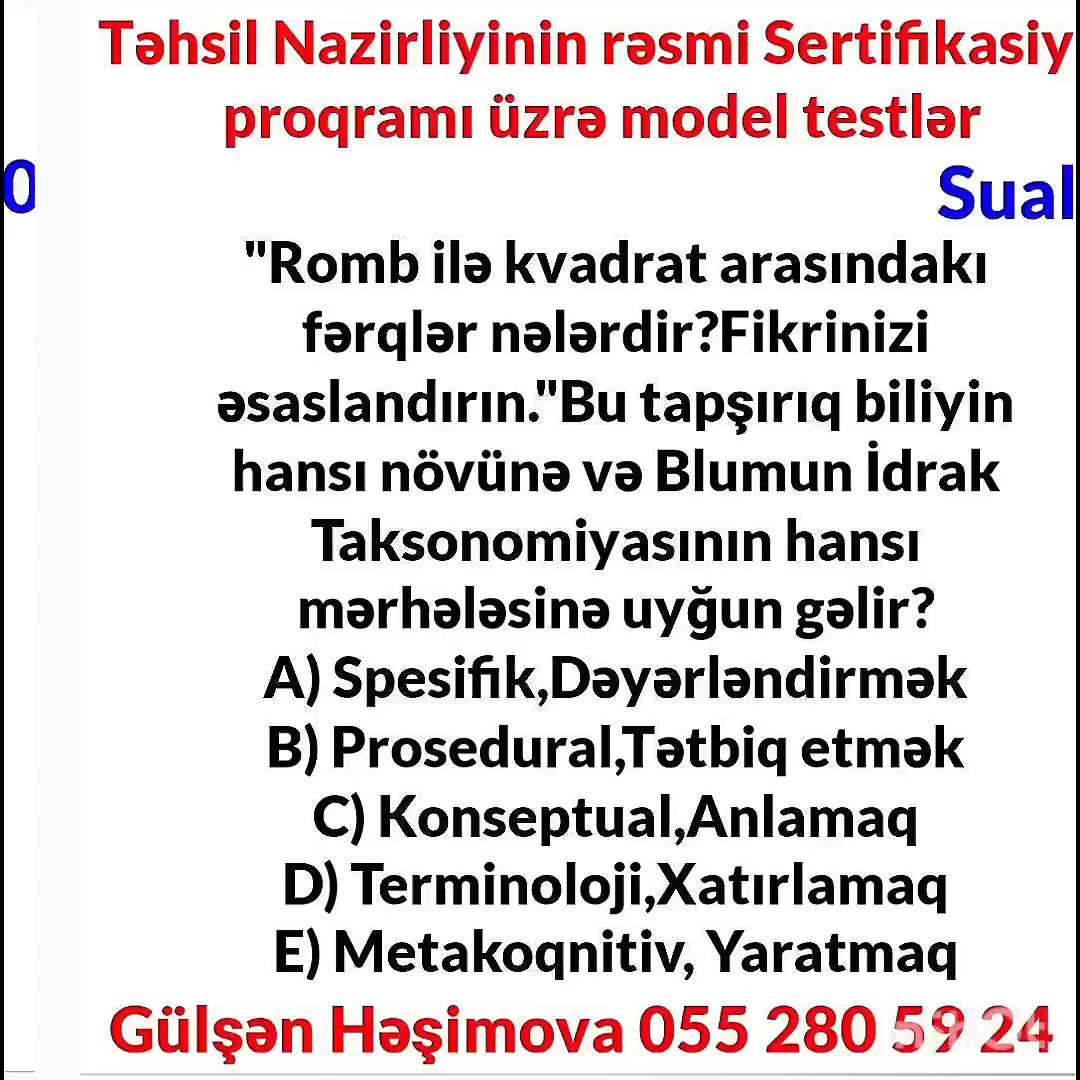 Təhsil Nazirliyinin rəsmi Sertifikasiy
proqramı üzrə model testlər
0
Sual
"Romb ilə kvadrat arasındakı
fərqlər nələrdir?Fikrinizi
əsaslandırın."Bu tapşırıq biliyin
hansı növünə və Blumun İdrak
Taksonomiyasının hansı
mərhələsinə uyğun gəlir?
A) Spesifik,Dəyərləndirmək
B) Prosedural,Tətbiq etmək
C) Konseptual,Anlamaq
D) Terminoloji,Xatırlamaq
E) Metakoqnitiv, Yaratmaq
Gülşən Həşimova 055 280 59 24